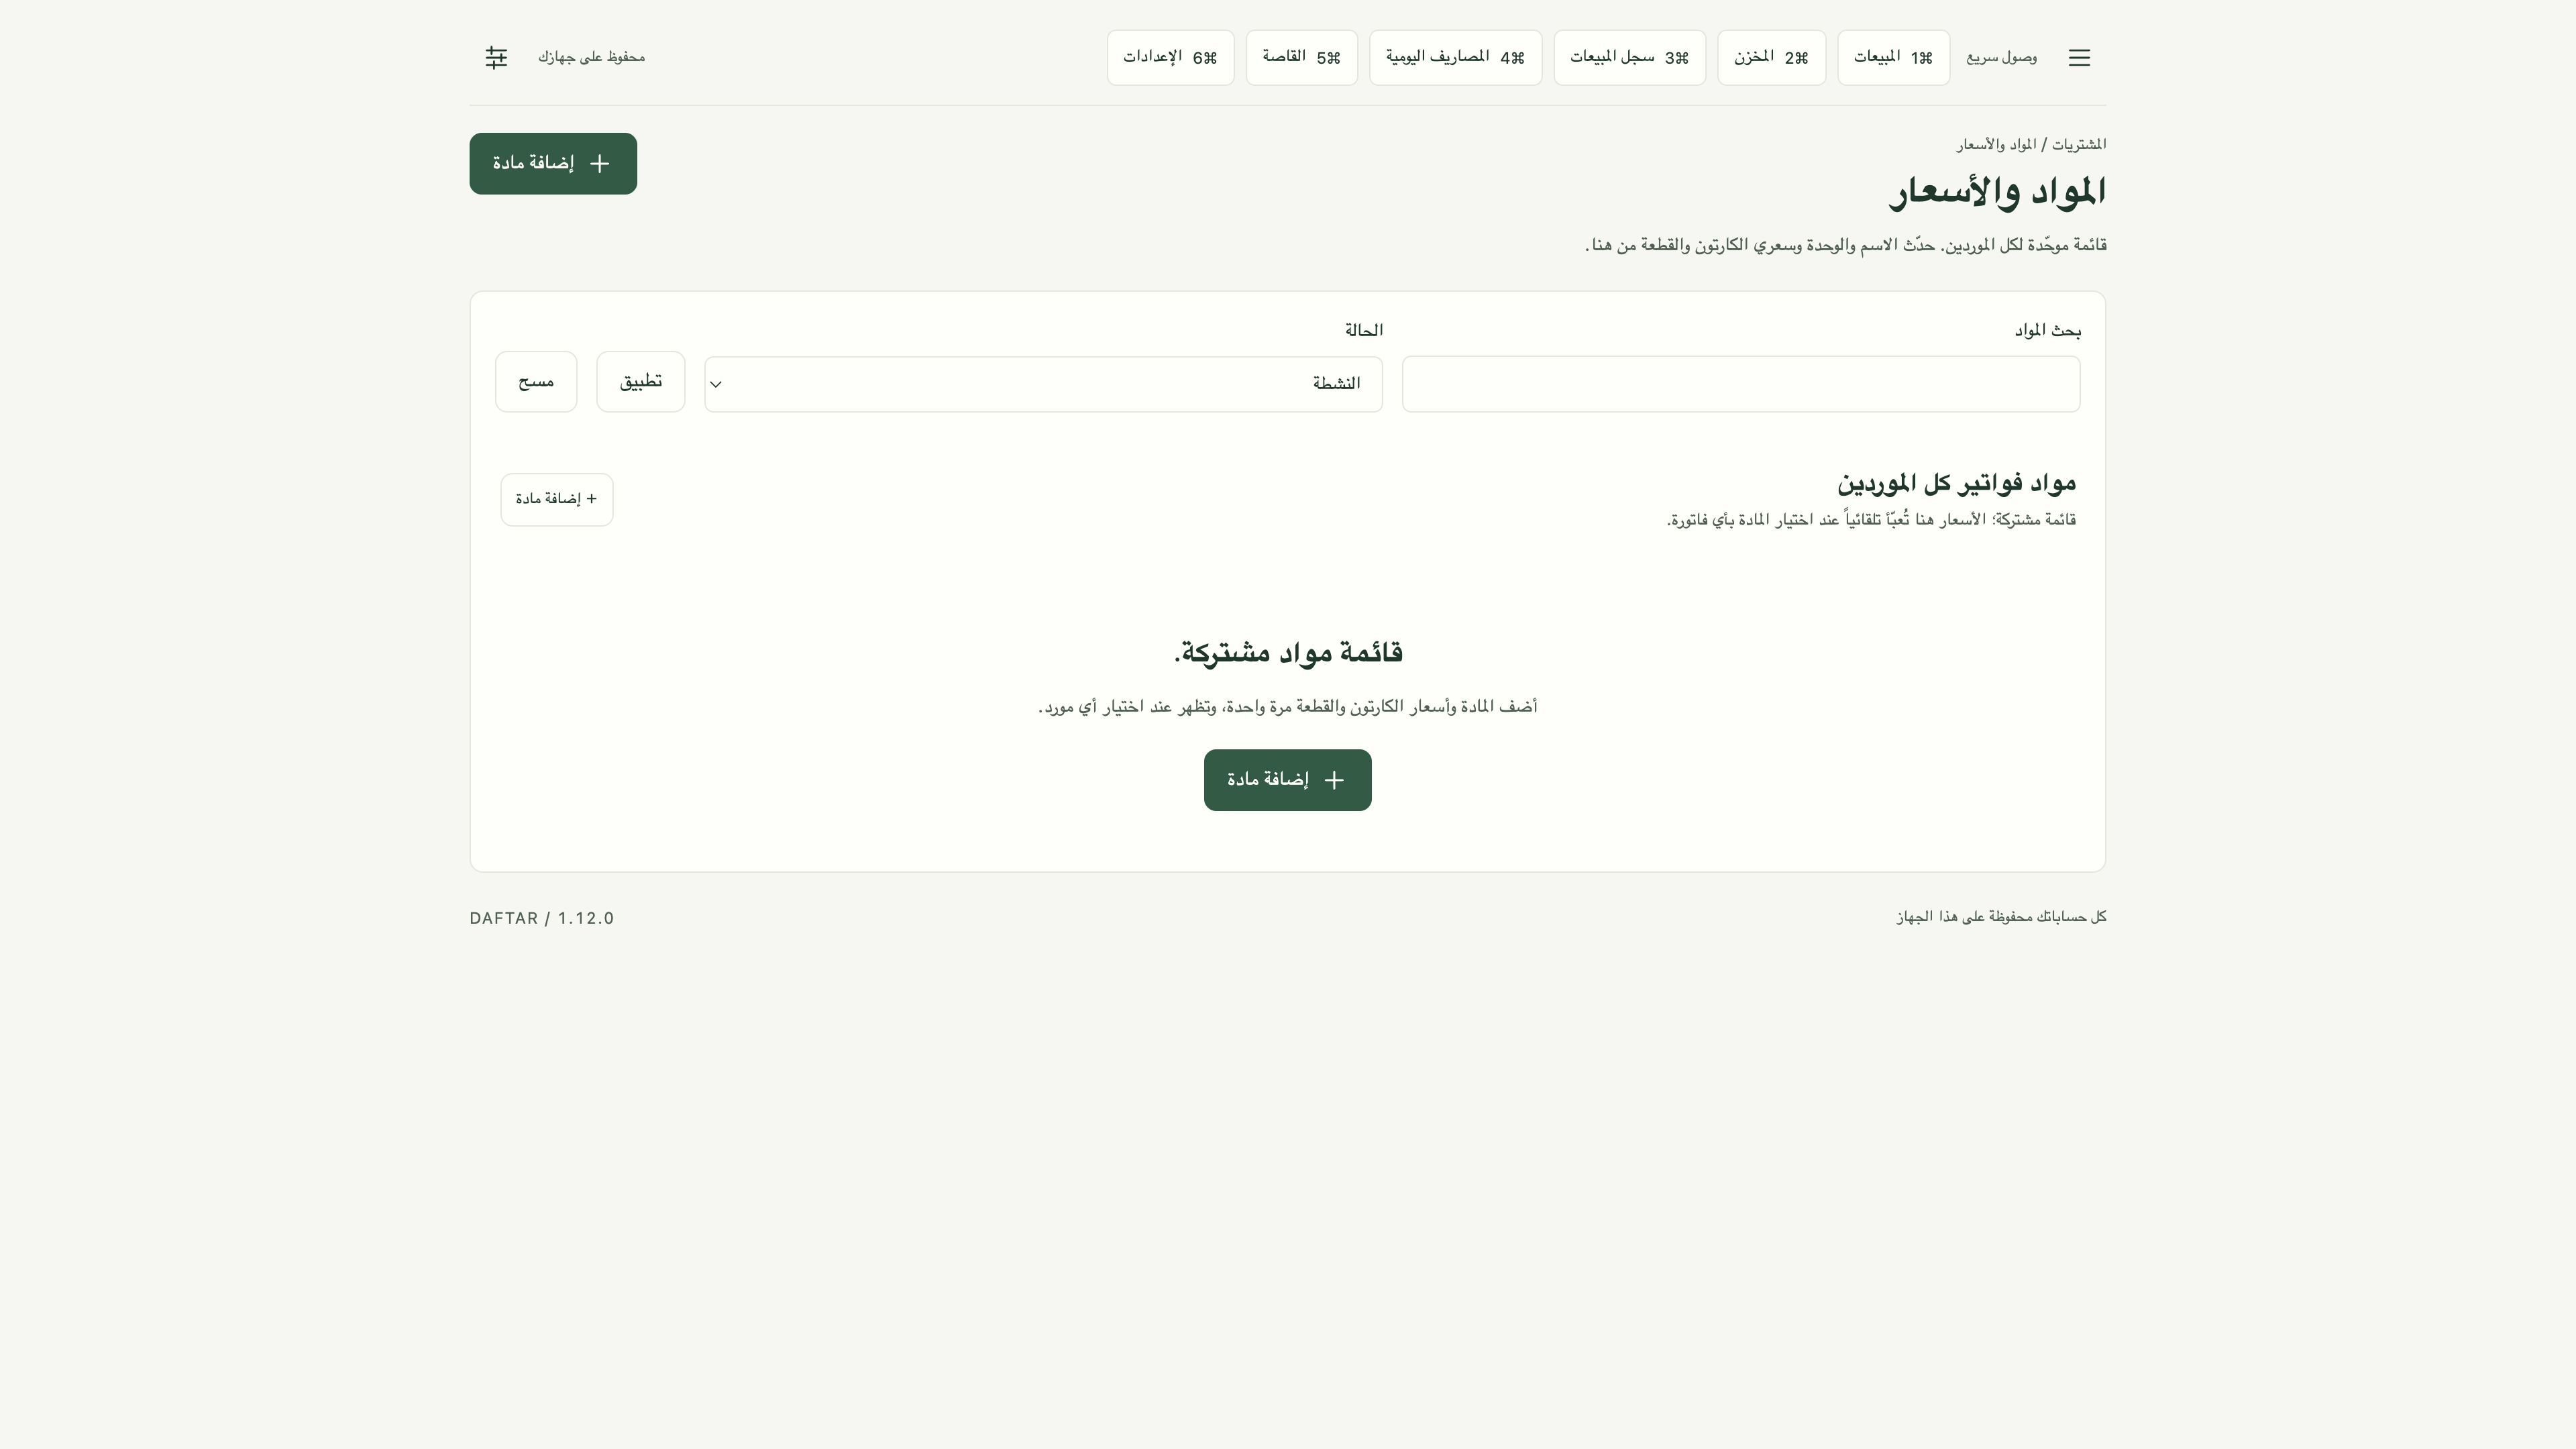 وصول سريع
⌘1 المبيعات
⌘2 المخزن
⌘3 سجل المبيعات
⌘4 المصاريف اليومية
⌘5 القاصة
⌘6 الإعدادات
محفوظ على جهازك
المشتريات / المواد والأسعار
المواد والأسعار
قائمة موحّدة لكل الموردين. حدّث الاسم والوحدة وسعري الكارتون والقطعة من هنا.
+ إضافة مادة
بحث المواد
الحالة
النشطة
تطبيق
مسح
مواد فواتير كل الموردين
قائمة مشتركة؛ الأسعار هنا تُعبّأ تلقائياً عند اختيار المادة بأي فاتورة.
+ إضافة مادة
قائمة مواد مشتركة.
أضف المادة وأسعار الكارتون والقطعة مرة واحدة، وتظهر عند اختيار أي مورد.
+ إضافة مادة
كل حساباتك محفوظة على هذا الجهاز
DAFTAR / 1.12.0